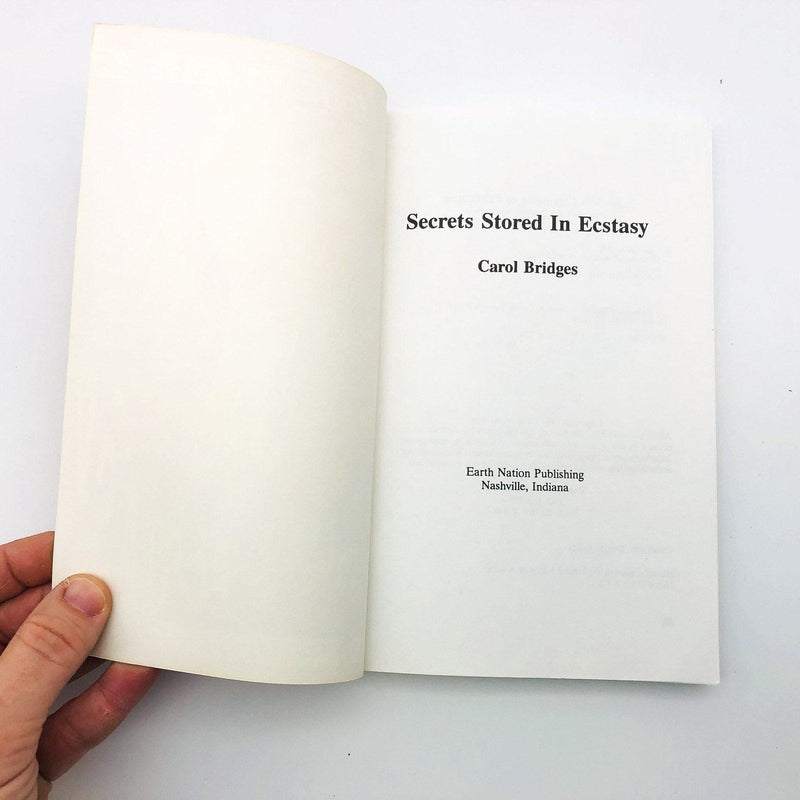 Secrets Stored In Ecstasy
Carol Bridges
Earth Nation Publishing
Nashville, Indiana